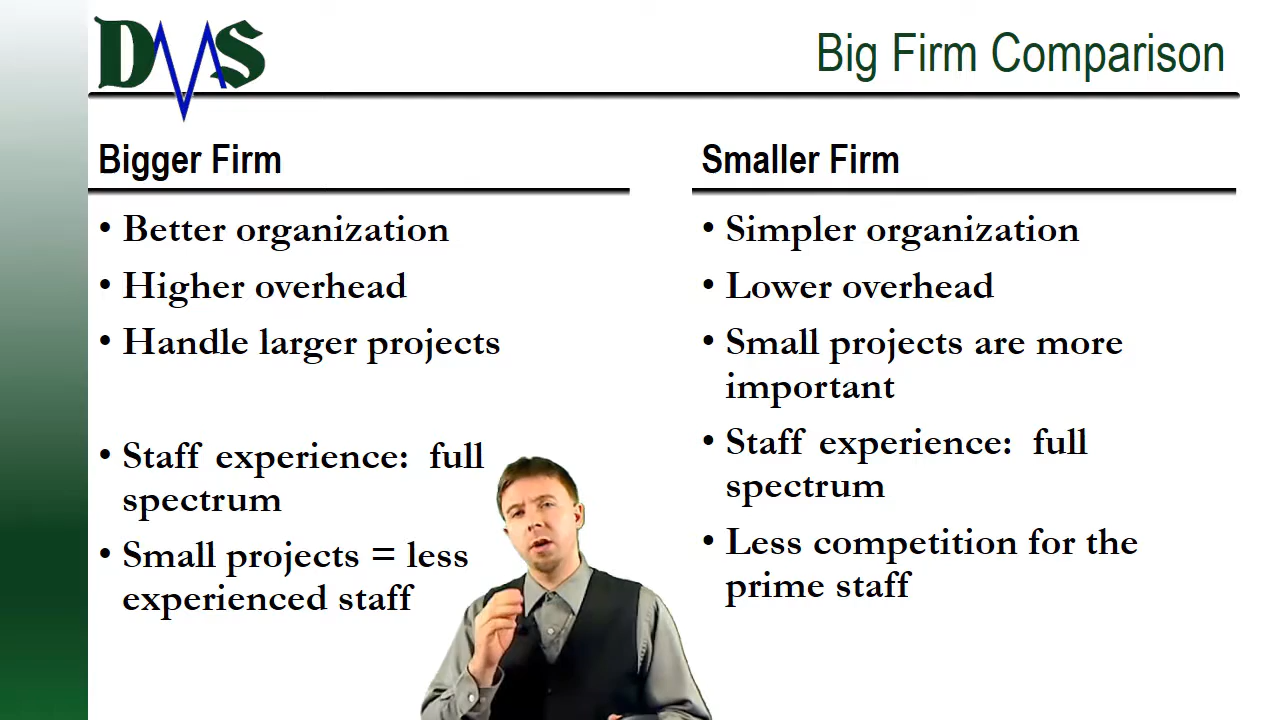 DMS
Big Firm Comparison
Bigger Firm
• Better organization
• Higher overhead
• Handle larger projects
• Staff experience: full
spectrum
• Small projects = less
experienced staff
Smaller Firm
• Simpler organization
• Lower overhead
• Small projects are more
important
• Staff experience: full
spectrum
• Less competition for the
prime staff